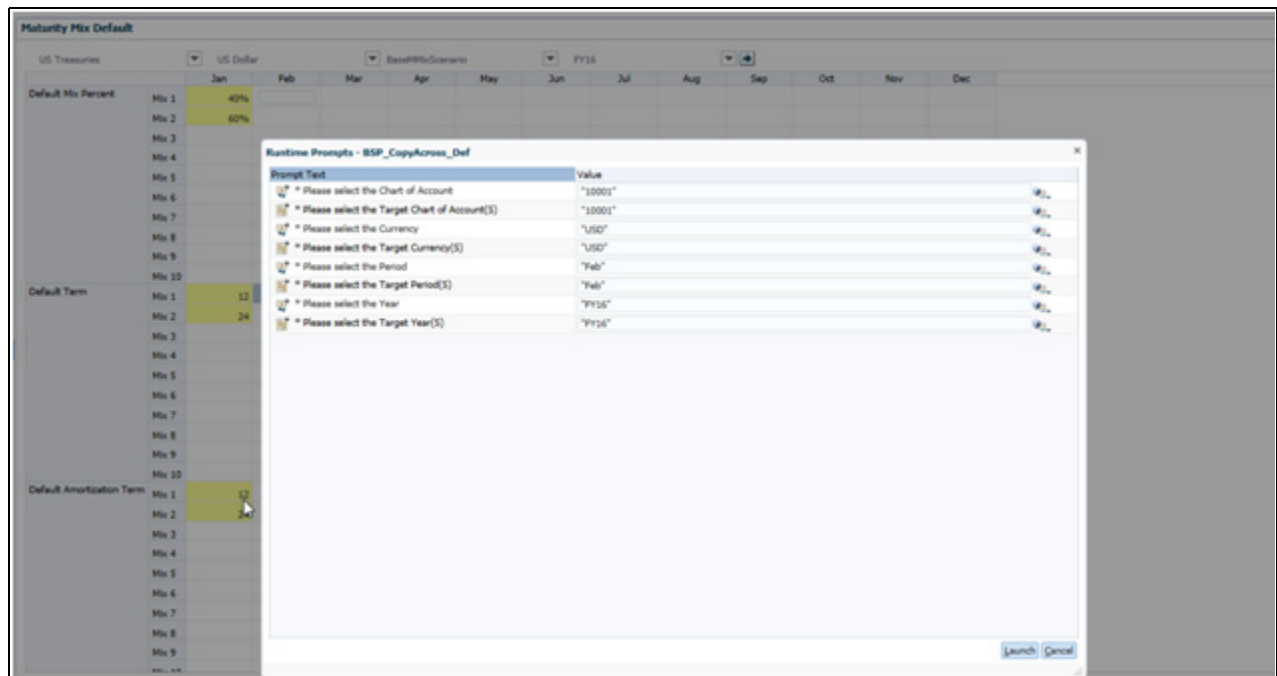 Maturity Mix Default
US Treasuries US Dollar BaseMMixScenario FY16
Jan Feb Mar Apr May Jun Jul Aug Sep Oct Nov Dec
Default Mix Percent Mix 1 40%
Mix 2 60%
Mix 3
Mix 4
Mix 5
Mix 6
Mix 7
Mix 8
Mix 9
Mix 10
Default Term Mix 1 12
Mix 2 24
Mix 3
Mix 4
Mix 5
Mix 6
Mix 7
Mix 8
Mix 9
Mix 10
Default Amortization Term Mix 1 12
Mix 2 24
Mix 3
Mix 4
Mix 5
Mix 6
Mix 7
Mix 8
Mix 9
Runtime Prompts - BSP_CopyAcross_Def
Prompt Text Value
* Please select the Chart of Account "10001"
* Please select the Target Chart of Account(S) "10001"
* Please select the Currency "USD"
* Please select the Target Currency(S) "USD"
* Please select the Period "Feb"
* Please select the Target Period(S) "Feb"
* Please select the Year "FY16"
* Please select the Target Year(S) "FY16"
Launch Cancel